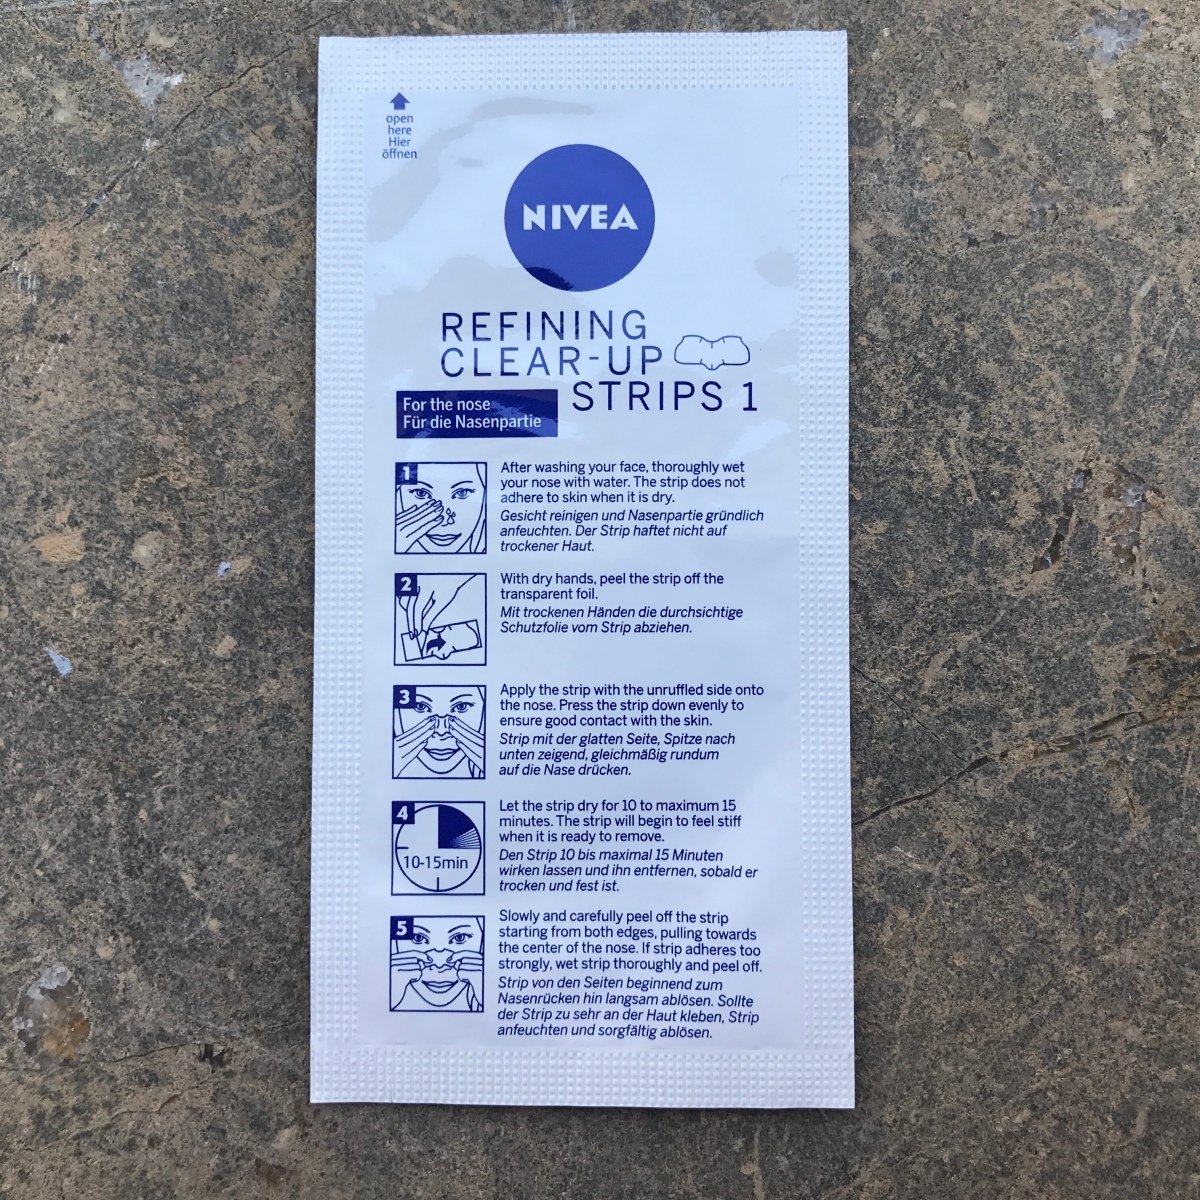 open
here
Hier
öffnen
NIVEA
REFINING
CLEAR-UP
STRIPS 1
For the nose
Für die Nasenpartie
1
After washing your face, thoroughly wet
your nose with water. The strip does not
adhere to skin when it is dry.
Gesicht reinigen und Nasenpartie gründlich
anfeuchten. Der Strip haftet nicht auf
trockener Haut.
2
With dry hands, peel the strip off the
transparent foil.
Mit trockenen Händen die durchsichtige
Schutzfolie vom Strip abziehen.
3
Apply the strip with the unruffled side onto
the nose. Press the strip down evenly to
ensure good contact with the skin.
Strip mit der glatten Seite, Spitze nach
unten zeigend, gleichmäßig rundum
auf die Nase drücken.
4
10-15min
Let the strip dry for 10 to maximum 15
minutes. The strip will begin to feel stiff
when it is ready to remove.
Den Strip 10 bis maximal 15 Minuten
wirken lassen und ihn entfernen, sobald er
trocken und fest ist.
5
Slowly and carefully peel off the strip
starting from both edges, pulling towards
the center of the nose. If strip adheres too
strongly, wet strip thoroughly and peel off.
Strip von den Seiten beginnend zum
Nasenrücken hin langsam ablösen. Sollte
der Strip zu sehr an der Haut kleben, Strip
anfeuchten und sorgfältig ablösen.